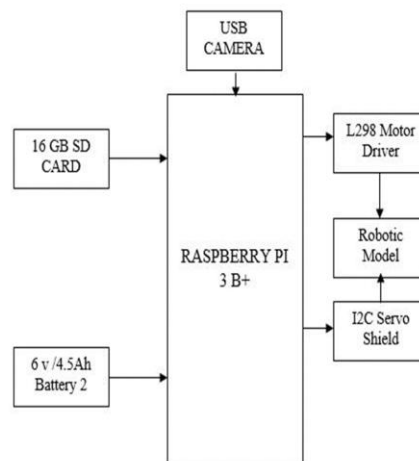 USB
CAMERA
16 GB SD
CARD
L298 Motor
Driver
RASPBERRY PI
3 B+
Robotic
Model
I2C Servo
Shield
6 v /4.5Ah
Battery 2